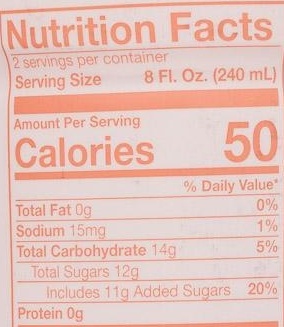 Nutrition Facts
2 servings per container
Serving Size 8 Fl. Oz. (240 mL)
Amount Per Serving
Calories 50
% Daily Value*
Total Fat 0g 0%
Sodium 15mg 1%
Total Carbohydrate 14g 5%
Total Sugars 12g
Includes 11g Added Sugars 20%
Protein 0g